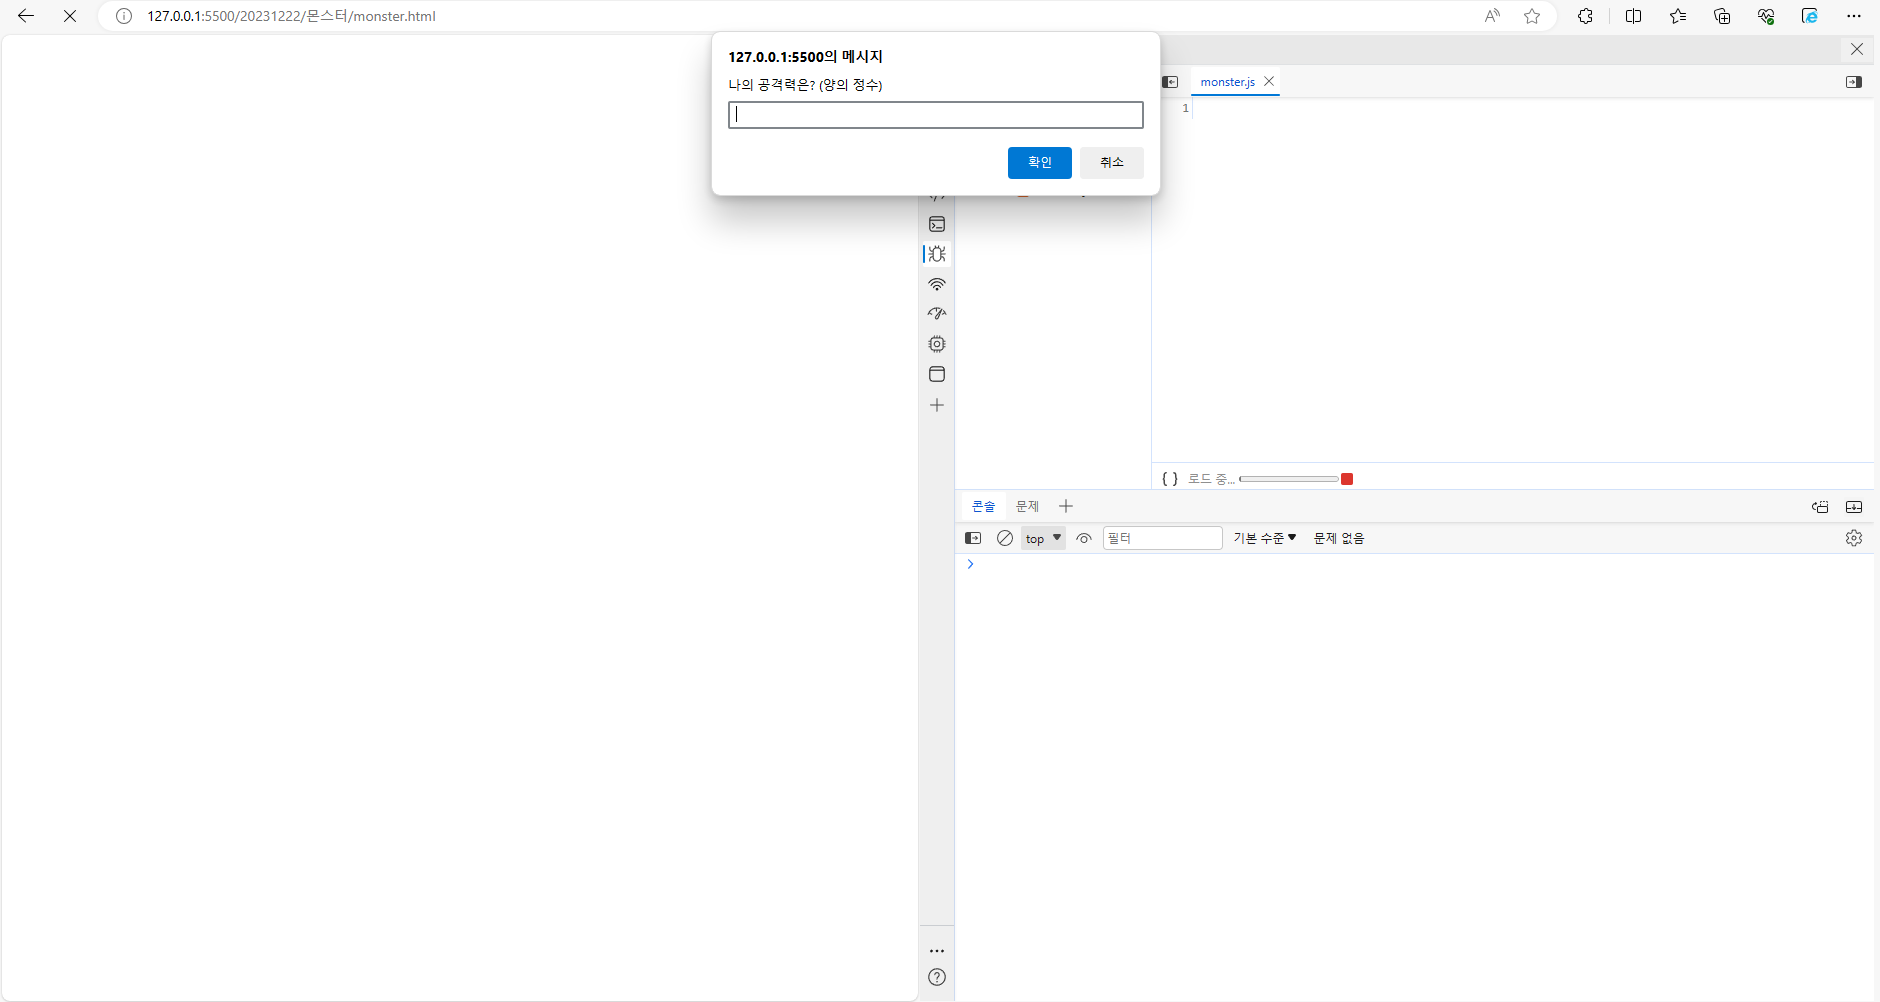 127.0.0.1:5500/20231222/몬스터/monster.html
127.0.0.1:5500의 메시지
나의 공격력은? (양의 정수)
확인
취소
monster.js
1
{ } 로드 중...
콘솔
문제
top
필터
기본 수준
문제 없음